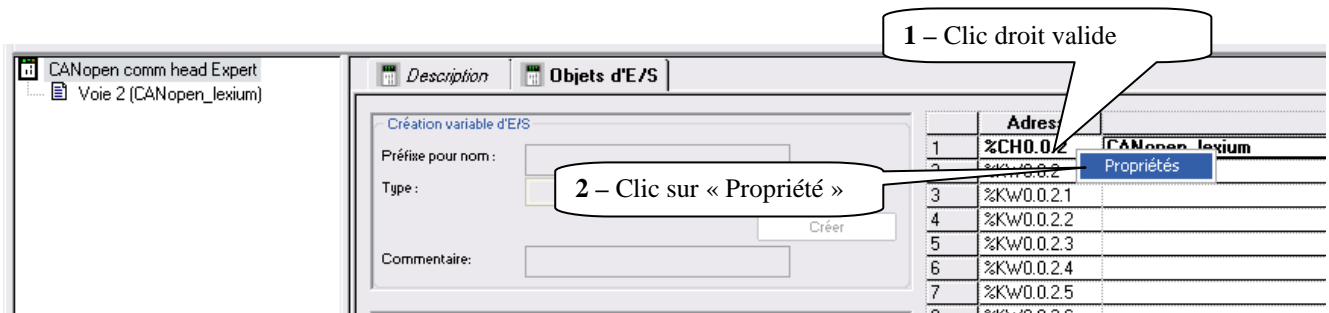 1 – Clic droit valide
CANopen comm head Expert
Voie 2 (CANopen_lexium)
Description
Objets d'E/S
Création variable d'E/S
Préfixe pour nom :
Type :
2 – Clic sur « Propriété »
Créer
Commentaire:
Adres
1 %CH0.0.2 CANopen_lexium
Propriétés
3 %KW0.0.2.1
4 %KW0.0.2.2
5 %KW0.0.2.3
6 %KW0.0.2.4
7 %KW0.0.2.5